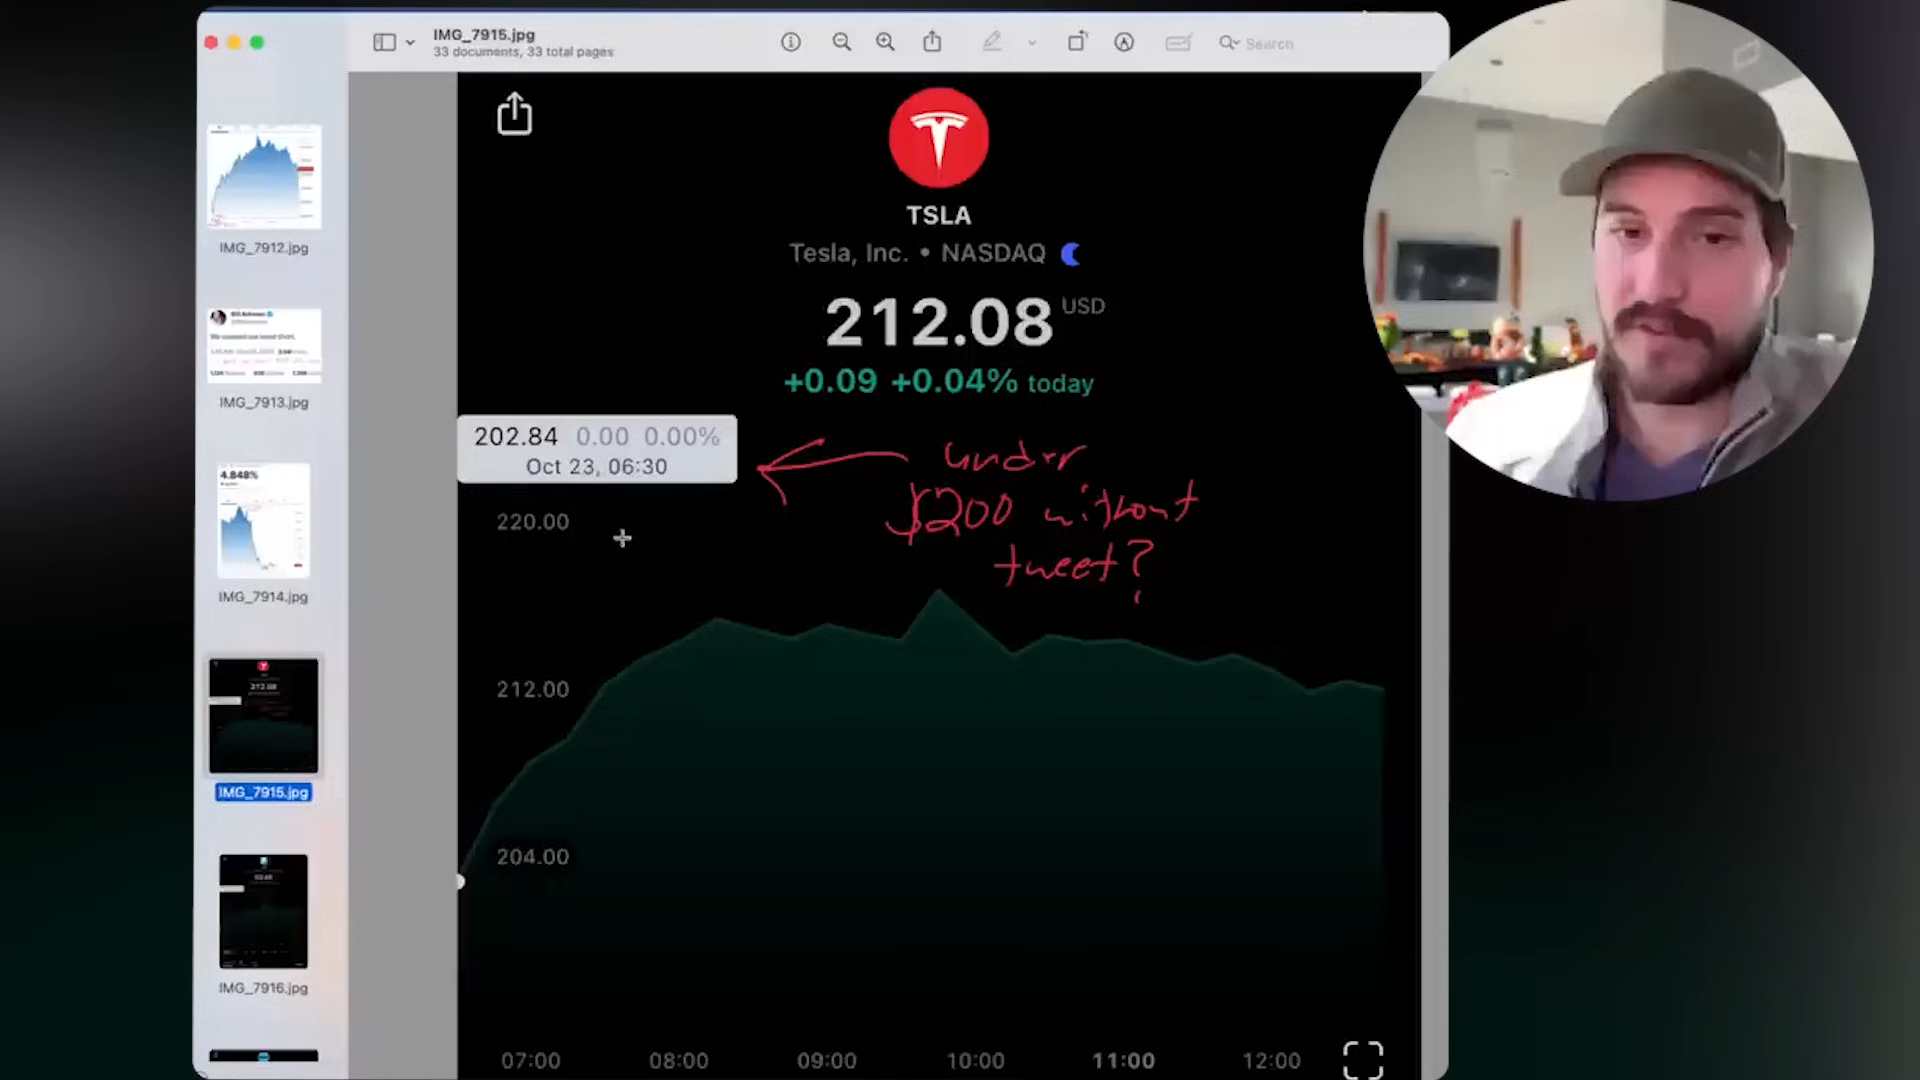 IMG_7915.jpg
33 documents, 33 total pages
Search
IMG_7912.jpg
IMG_7913.jpg
4.848%
IMG_7914.jpg
212.08
IMG_7915.jpg
IMG_7916.jpg
TSLA
Tesla, Inc. • NASDAQ
212.08 USD
+0.09 +0.04% today
202.84 0.00 0.00%
Oct 23, 06:30
under
$200 without
tweet?
220.00
212.00
204.00
07:00 08:00 09:00 10:00 11:00 12:00